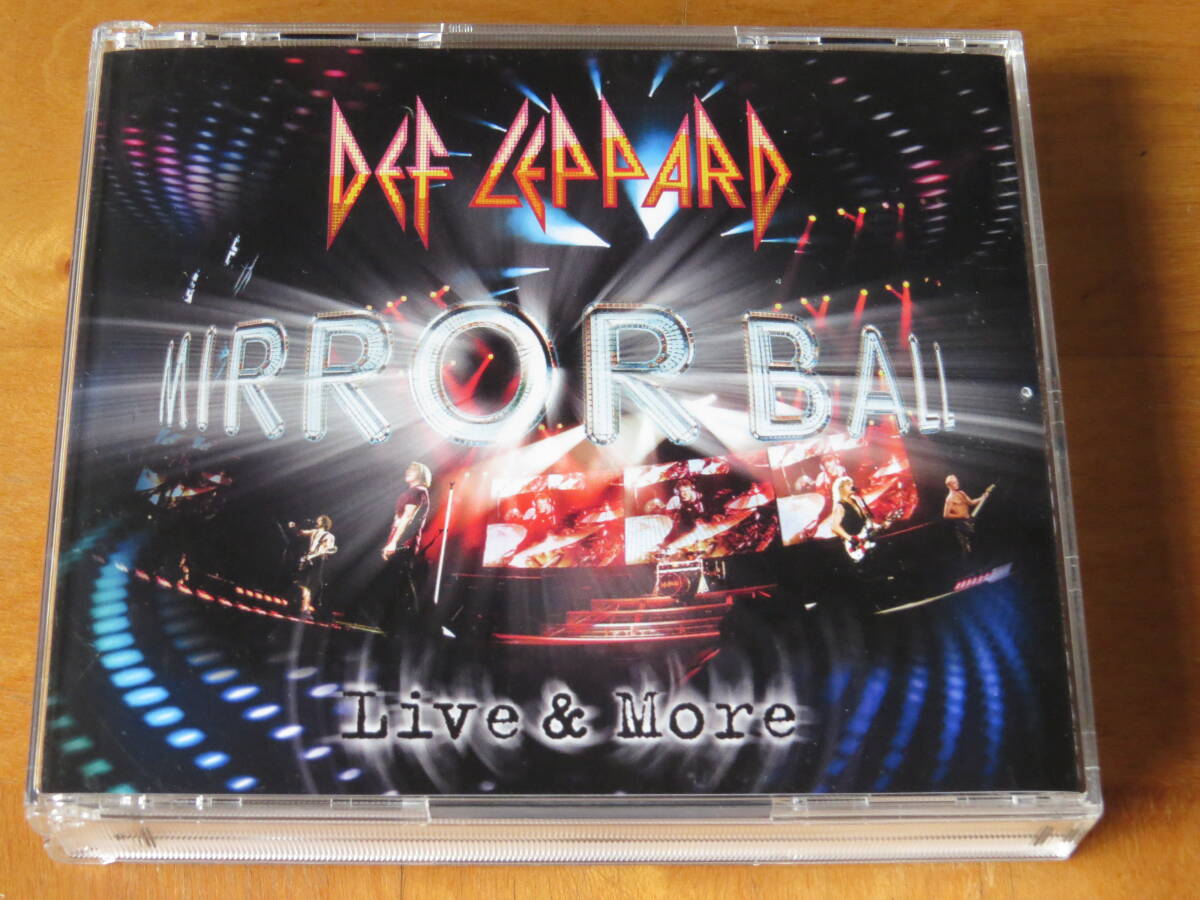 DEF LEPPARD
MIRROR BALL
Live & More